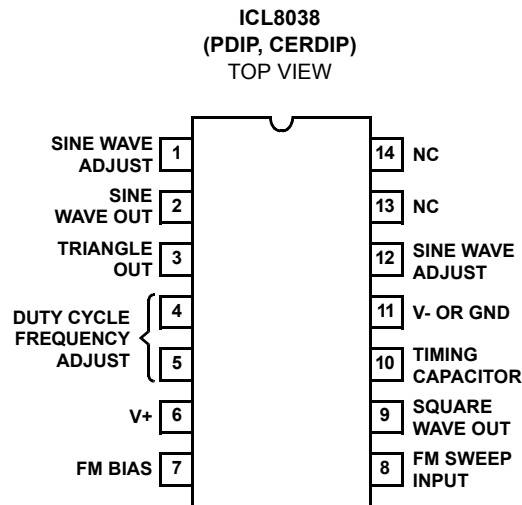 ICL8038
(PDIP, CERDIP)
TOP VIEW
SINE WAVE
ADJUST
1
SINE
WAVE OUT
2
TRIANGLE
OUT
3
DUTY CYCLE
FREQUENCY
ADJUST
4
5
V+
6
FM BIAS
7
14
NC
13
NC
12
SINE WAVE
ADJUST
11
V- OR GND
10
TIMING
CAPACITOR
9
SQUARE
WAVE OUT
8
FM SWEEP
INPUT